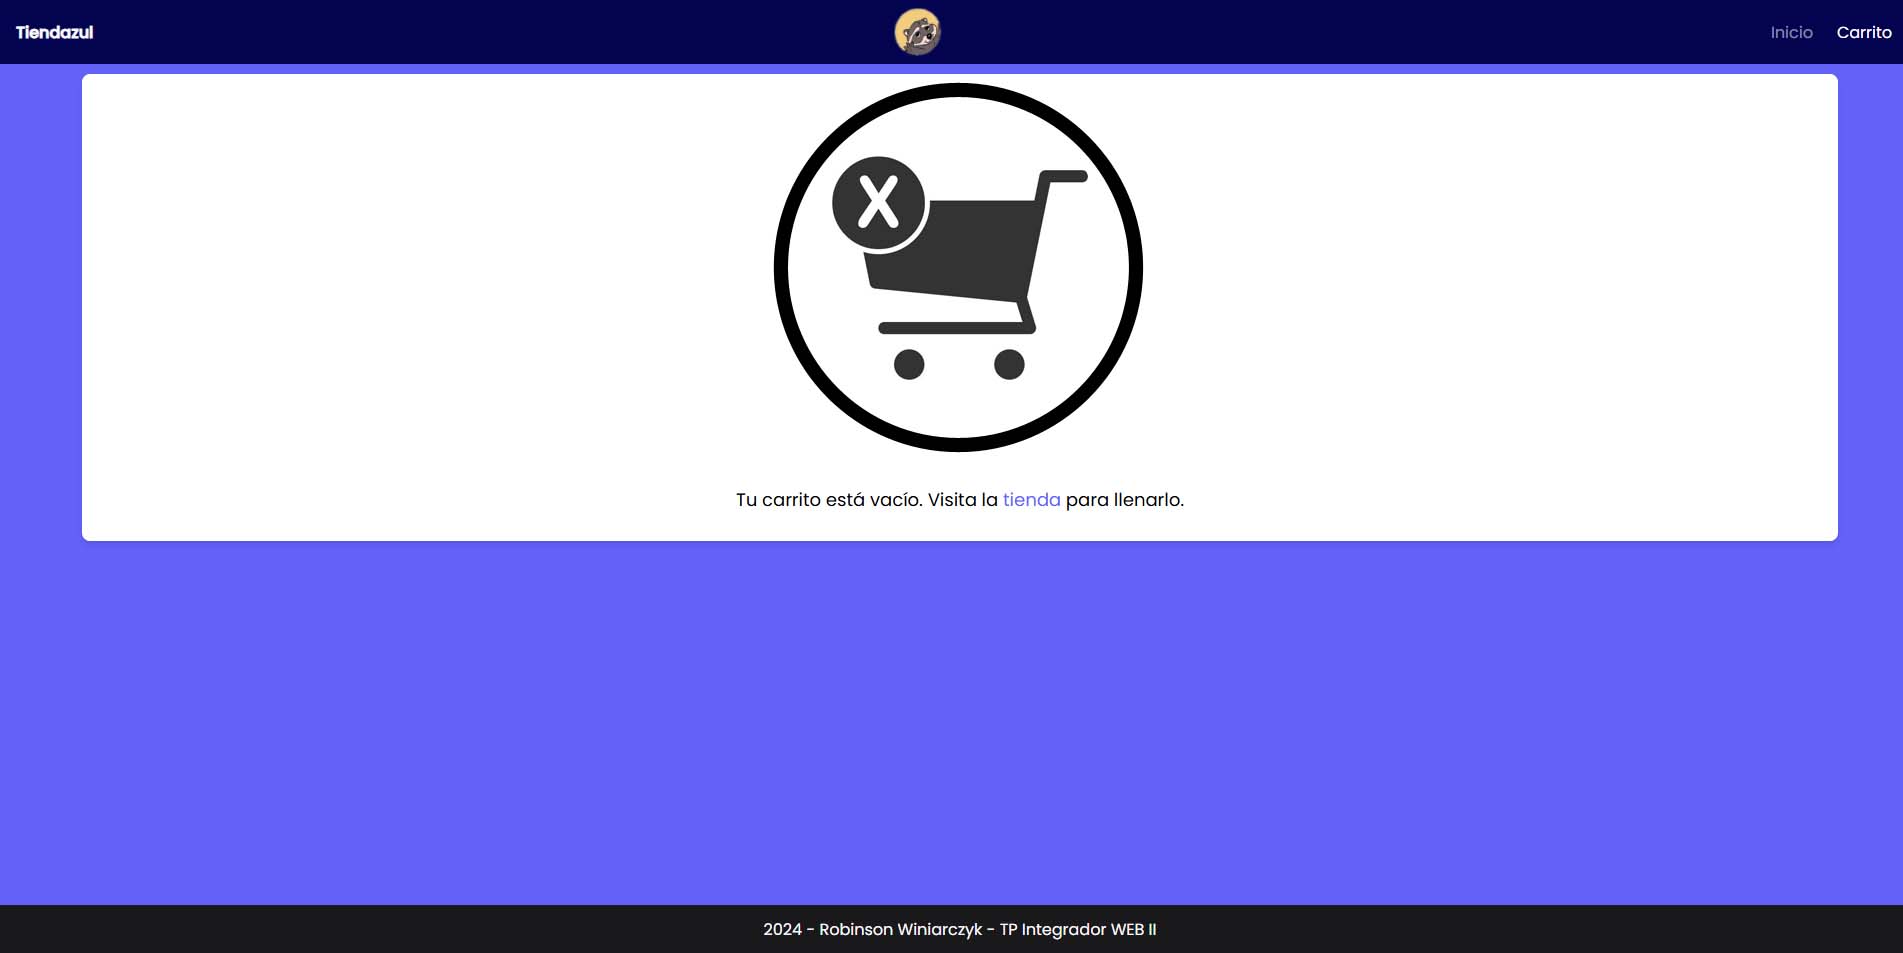 Tiendazul
Inicio Carrito
X
Tu carrito está vacío. Visita la tienda para llenarlo.
2024 - Robinson Winiarczyk - TP Integrador WEB II